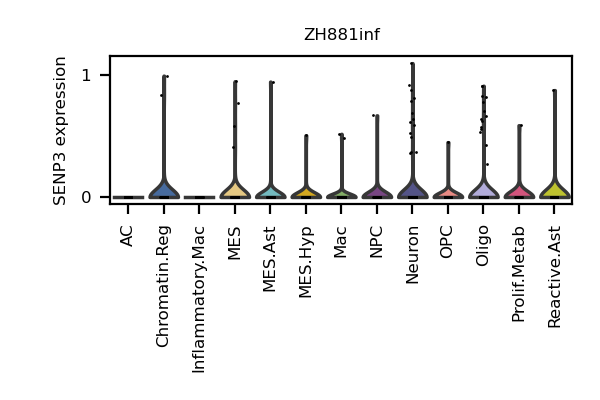 ZH881inf
SENP3 expression
1
0
AC
Chromatin.Reg
Inflammatory.Mac
MES
MES.Ast
MES.Hyp
Mac
NPC
Neuron
OPC
Oligo
Prolif.Metab
Reactive.Ast